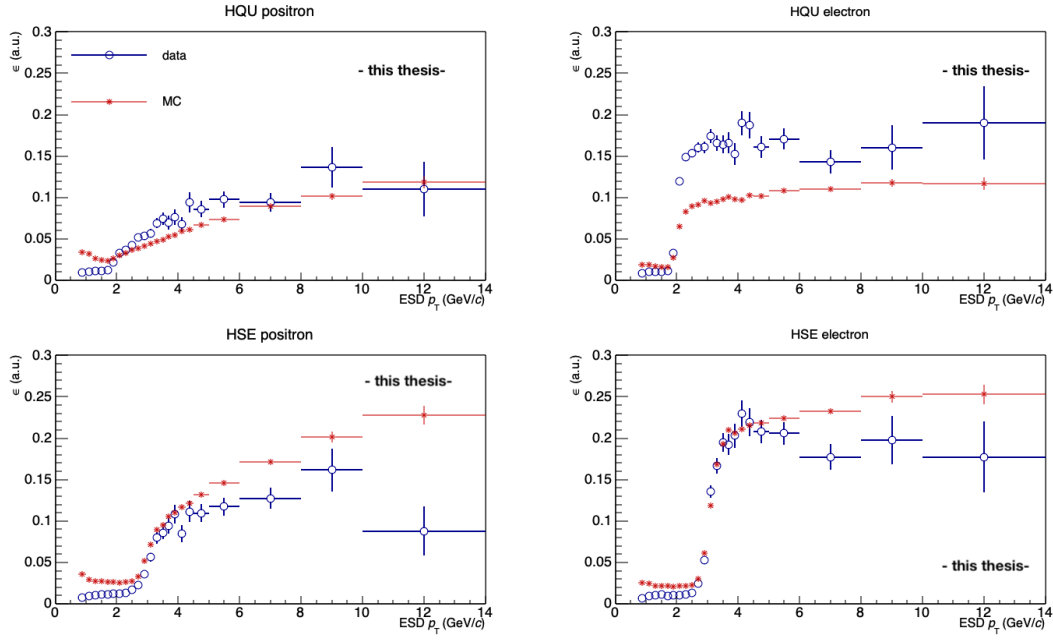 HQU positron
∈ (a.u.)
0.3
0.25
0.2
0.15
0.1
0.05
0
data
MC
- this thesis-
0 2 4 6 8 10 12 14
ESD pT (GeV/c)
HQU electron
∈ (a.u.)
0.3
0.25
0.2
0.15
0.1
0.05
0
- this thesis-
0 2 4 6 8 10 12 14
ESD pT (GeV/c)
HSE positron
∈ (a.u.)
0.3
0.25
0.2
0.15
0.1
0.05
0
- this thesis-
0 2 4 6 8 10 12 14
ESD pT (GeV/c)
HSE electron
∈ (a.u.)
0.3
0.25
0.2
0.15
0.1
0.05
0
- this thesis-
0 2 4 6 8 10 12 14
ESD pT (GeV/c)